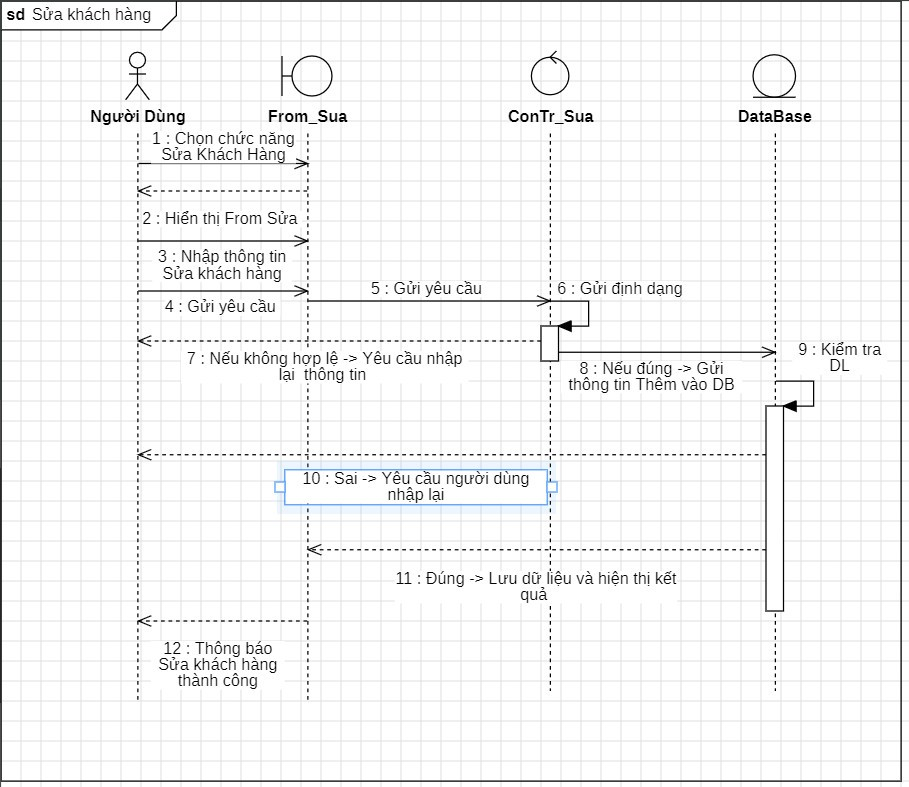 sd Sửa khách hàng
Người Dùng
From_Sua
ConTr_Sua
DataBase
1 : Chọn chức năng
Sửa Khách Hàng
2 : Hiển thị From Sửa
3 : Nhập thông tin
Sửa khách hàng
4 : Gửi yêu cầu
5 : Gửi yêu cầu
6 : Gửi định dạng
7 : Nếu không hợp lệ -> Yêu cầu nhập
lại thông tin
8 : Nếu đúng -> Gửi
thông tin Thêm vào DB
9 : Kiểm tra
DL
10 : Sai -> Yêu cầu người dùng
nhập lại
11 : Đúng -> Lưu dữ liệu và hiện thị kết
quả
12 : Thông báo
Sửa khách hàng
thành công